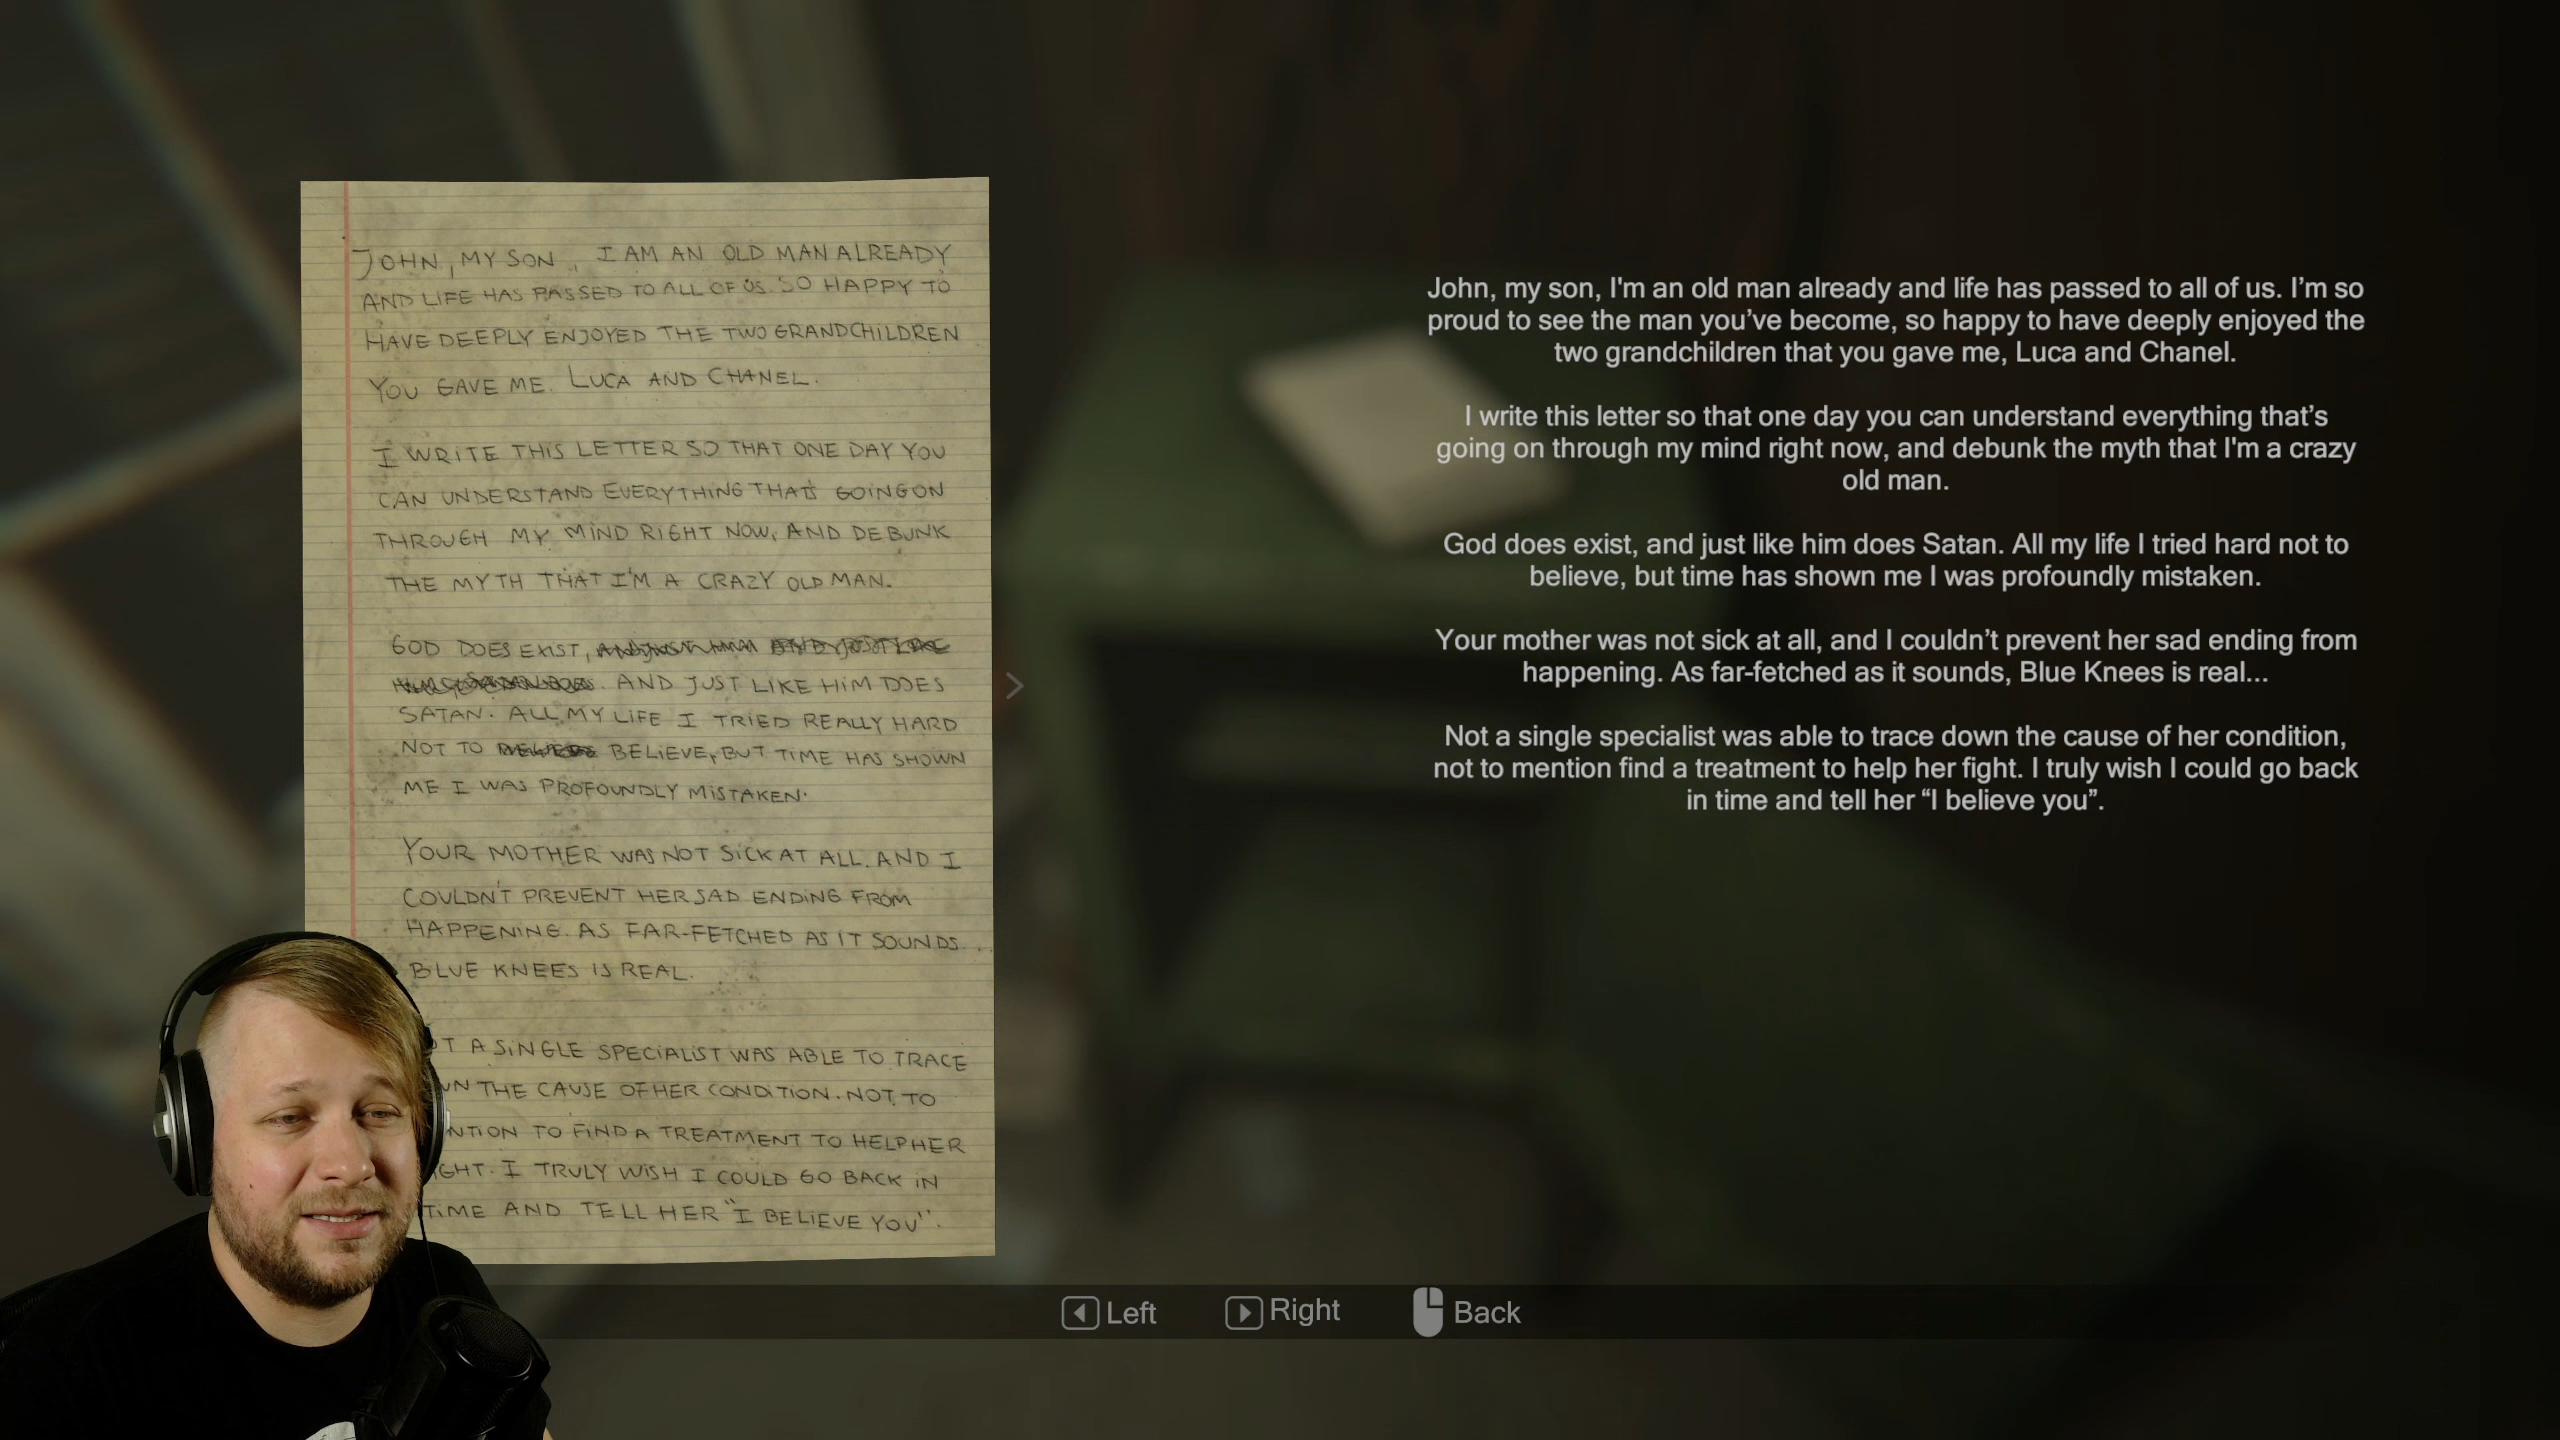 JOHN, MY SON, I AM AN OLD MAN ALREADY
AND LIFE HAS PASSED TO ALL OF US. SO HAPPY TO
HAVE DEEPLY ENJOYED THE TWO GRANDCHILDREN
YOU GAVE ME. LUCA AND CHANEL.
I WRITE THIS LETTER SO THAT ONE DAY YOU
CAN UNDERSTAND EVERYTHING THAT'S GOING ON
THROUGH MY MIND RIGHT NOW, AND DEBUNK
THE MYTH THAT I'M A CRAZY OLD MAN.
GOD DOES EXIST,
. AND JUST LIKE HIM DOES
SATAN. ALL MY LIFE I TRIED REALLY HARD
NOT TO BELIEVE, BUT TIME HAS SHOWN
ME I WAS PROFOUNDLY MISTAKEN.
YOUR MOTHER WAS NOT SICK AT ALL. AND I
COULDN'T PREVENT HER SAD ENDING FROM
HAPPENING. AS FAR-FETCHED AS IT SOUNDS...
BLUE KNEES IS REAL.
A SINGLE SPECIALIST WAS ABLE TO TRACE
THE CAUSE OF HER CONDITION. NOT TO
TO FIND A TREATMENT TO HELP HER
I TRULY WISH I COULD GO BACK IN
TIME AND TELL HER "I BELIEVE YOU".
John, my son, I'm an old man already and life has passed to all of us. I'm so
proud to see the man you've become, so happy to have deeply enjoyed the
two grandchildren that you gave me, Luca and Chanel.
I write this letter so that one day you can understand everything that's
going on through my mind right now, and debunk the myth that I'm a crazy
old man.
God does exist, and just like him does Satan. All my life I tried hard not to
believe, but time has shown me I was profoundly mistaken.
Your mother was not sick at all, and I couldn't prevent her sad ending from
happening. As far-fetched as it sounds, Blue Knees is real...
Not a single specialist was able to trace down the cause of her condition,
not to mention find a treatment to help her fight. I truly wish I could go back
in time and tell her “I believe you”.
Left Right Back